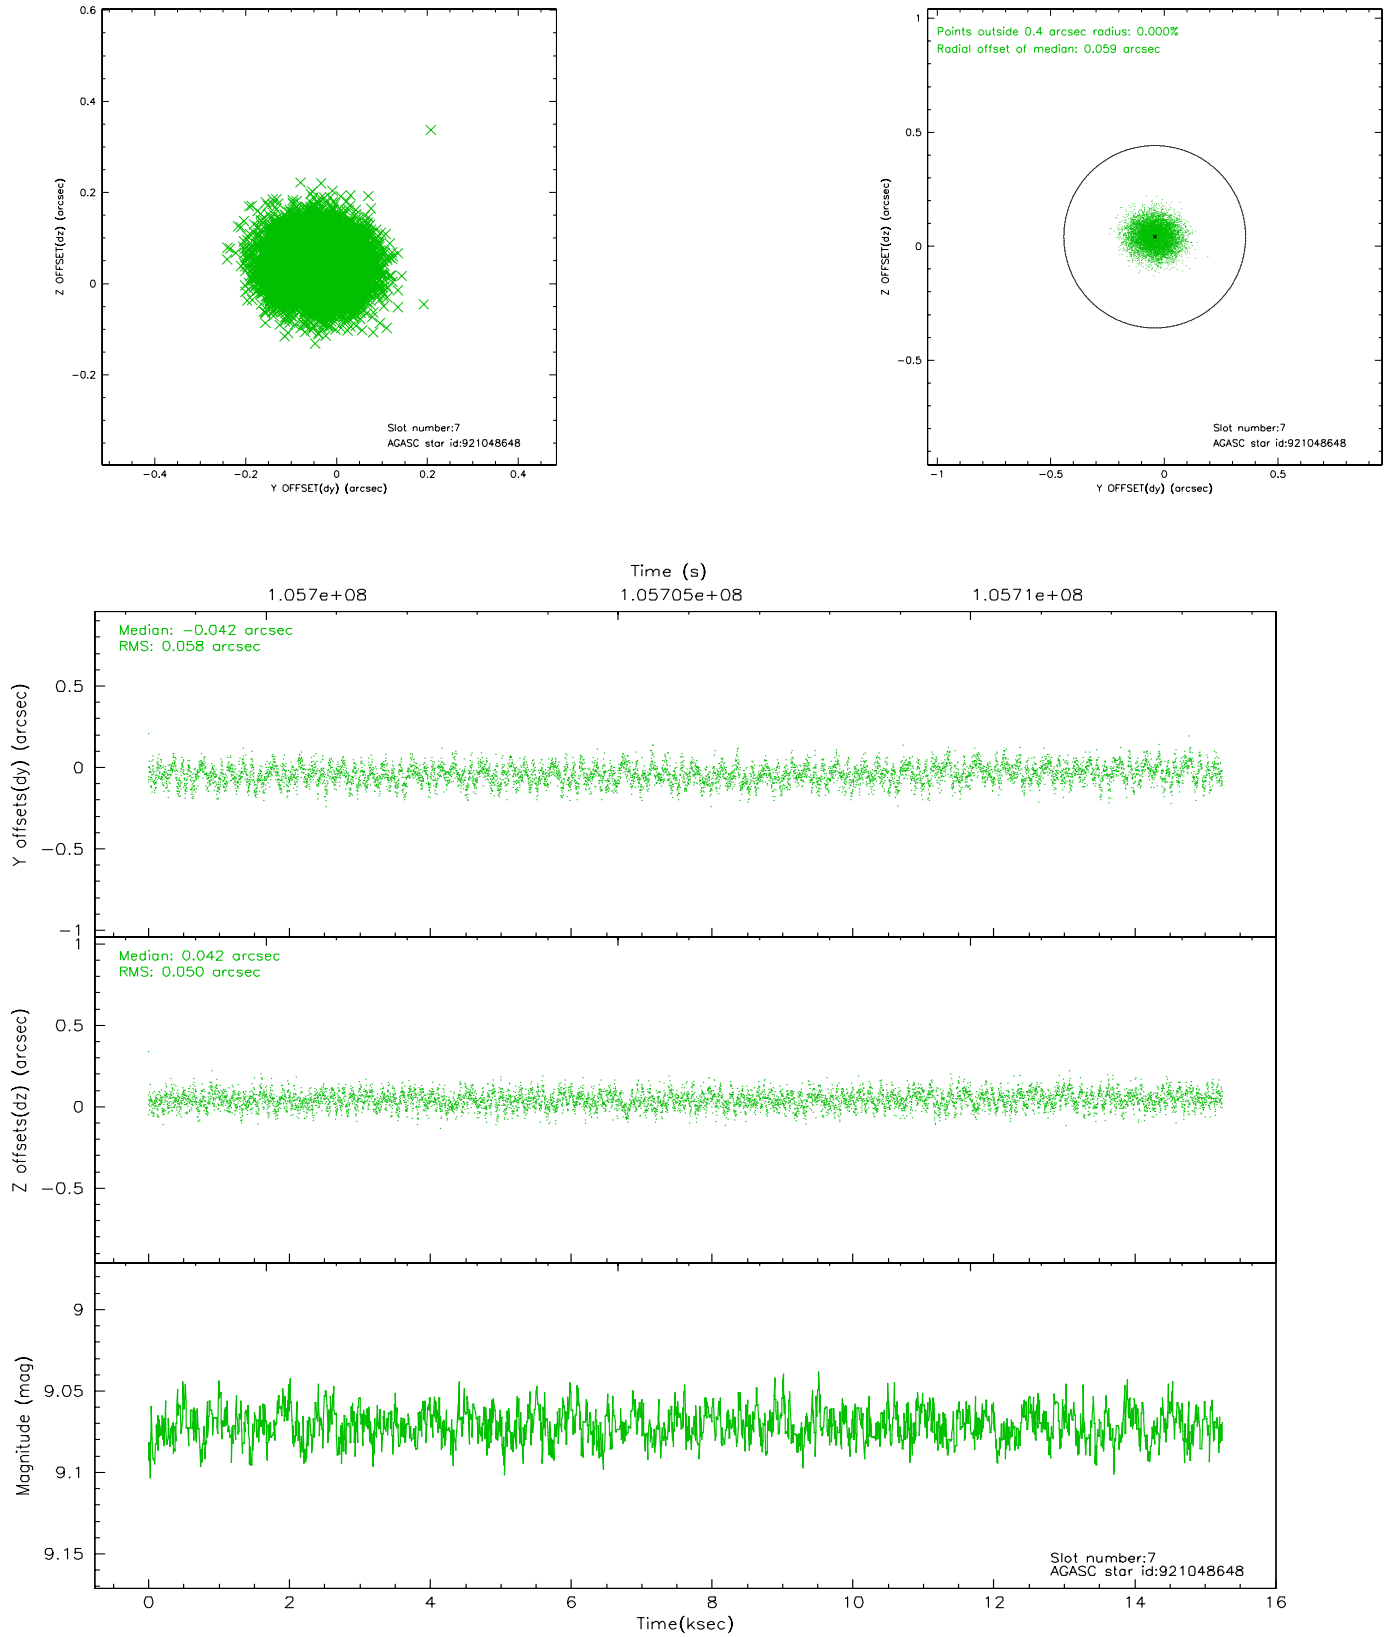 0.6
0.4
0.2
0
−0.2
Z OFFSET(dz) (arcsec)
−0.4 −0.2 0 0.2 0.4
Y OFFSET(dy) (arcsec)
Slot number:7
AGASC star id:921048648
Points outside 0.4 arcsec radius: 0.000%
Radial offset of median: 0.059 arcsec
1
0.5
0
−0.5
Z OFFSET(dz) (arcsec)
Slot number:7
AGASC star id:921048648
−1 −0.5 0 0.5
Y OFFSET(dy) (arcsec)
Time (s)
1.057e+08 1.05705e+08 1.0571e+08
Median: −0.042 arcsec
RMS: 0.058 arcsec
0.5
0
−0.5
−1
Y offsets(dy) (arcsec)
Median: 0.042 arcsec
RMS: 0.050 arcsec
1
0.5
0
−0.5
Z offsets(dz) (arcsec)
9
9.05
9.1
9.15
Magnitude (mag)
Slot number:7
AGASC star id:921048648
0 2 4 6 8 10 12 14 16
Time(ksec)